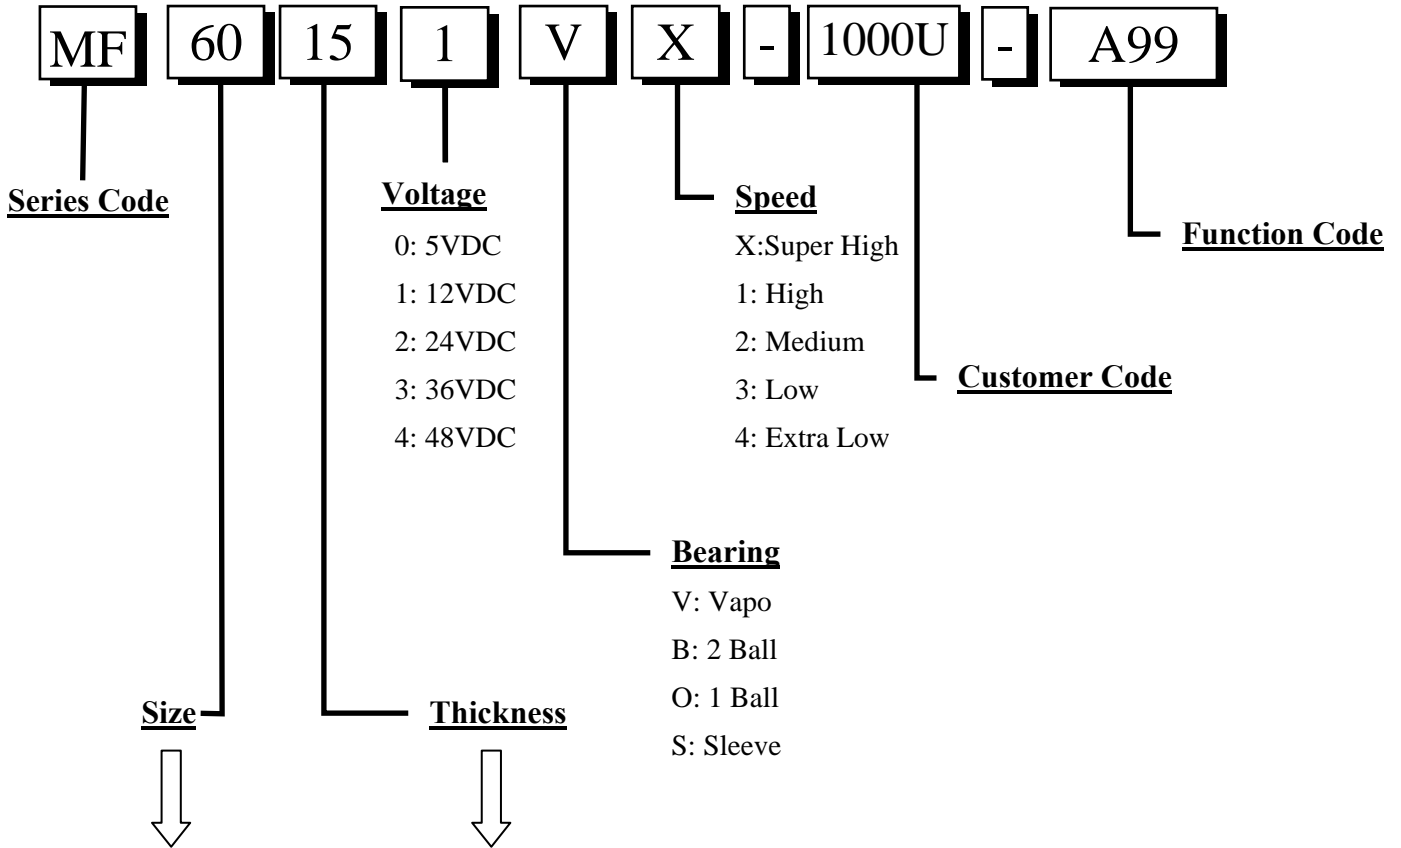 MF 60 15 1 V X - 1000U - A99
Series Code
Voltage
0: 5VDC
1: 12VDC
2: 24VDC
3: 36VDC
4: 48VDC
Speed
X:Super High
1: High
2: Medium
3: Low
4: Extra Low
Function Code
Customer Code
Bearing
V: Vapo
B: 2 Ball
O: 1 Ball
S: Sleeve
Size
Thickness